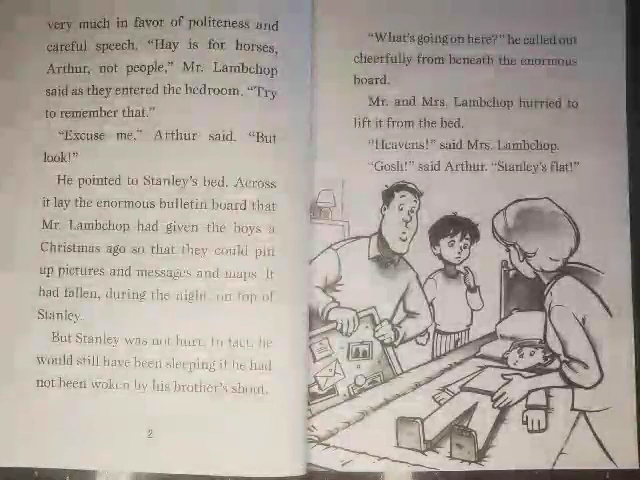 very much in favor of politeness and
careful speech. “Hay is for horses,
Arthur, not people,” Mr. Lambchop
said as they entered the bedroom. “Try
to remember that.”
“Excuse me,” Arthur said. “But
look!”
He pointed to Stanley’s bed. Across
it lay the enormous bulletin board that
Mr. Lambchop had given the boys a
Christmas ago so that they could pin
up pictures and messages and maps. It
had fallen, during the night, on top of
Stanley.
But Stanley was not hurt. In fact, he
would still have been sleeping if he had
not been woken by his brother’s shout.
2
“What’s going on here?” he called out
cheerfully from beneath the enormous
board.
Mr. and Mrs. Lambchop hurried to
lift it from the bed.
“Heavens!” said Mrs. Lambchop.
“Gosh!” said Arthur. “Stanley’s flat!”